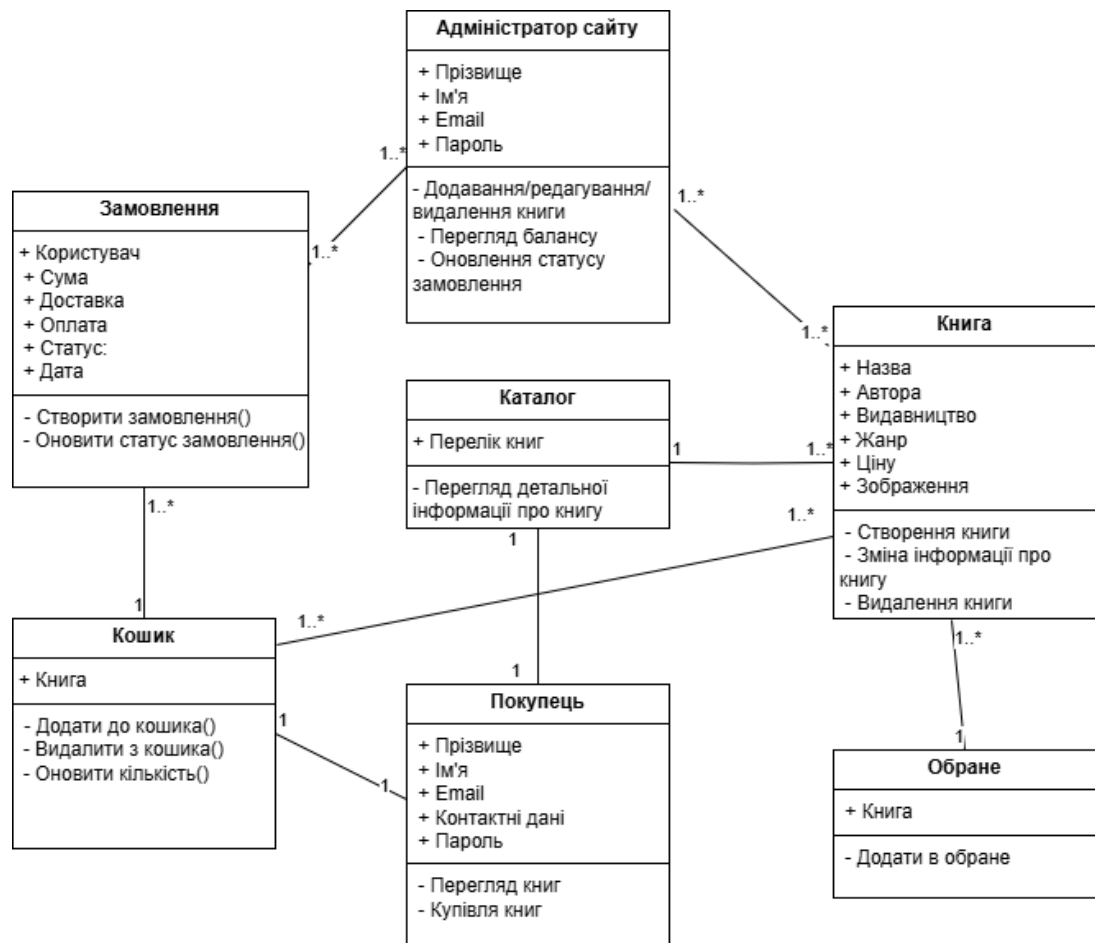 Адміністратор сайту
+ Прізвище
+ Ім'я
+ Email
+ Пароль
- Додавання/редагування/
видалення книги
- Перегляд балансу
- Оновлення статусу
замовлення
1..*
1..*
1..*
1..*
Замовлення
+ Користувач
+ Сума
+ Доставка
+ Оплата
+ Статус:
+ Дата
- Створити замовлення()
- Оновити статус замовлення()
1..*
1
Каталог
+ Перелік книг
- Перегляд детальної
інформації про книгу
1
1..*
1
1
Книга
+ Назва
+ Автора
+ Видавництво
+ Жанр
+ Ціну
+ Зображення
- Створення книги
- Зміна інформації про
книгу
- Видалення книги
1..*
1..*
1..*
1
Кошик
+ Книга
- Додати до кошика()
- Видалити з кошика()
- Оновити кількість()
1
1
Покупець
+ Прізвище
+ Ім'я
+ Email
+ Контактні дані
+ Пароль
- Перегляд книг
- Купівля книг
Обране
+ Книга
- Додати в обране